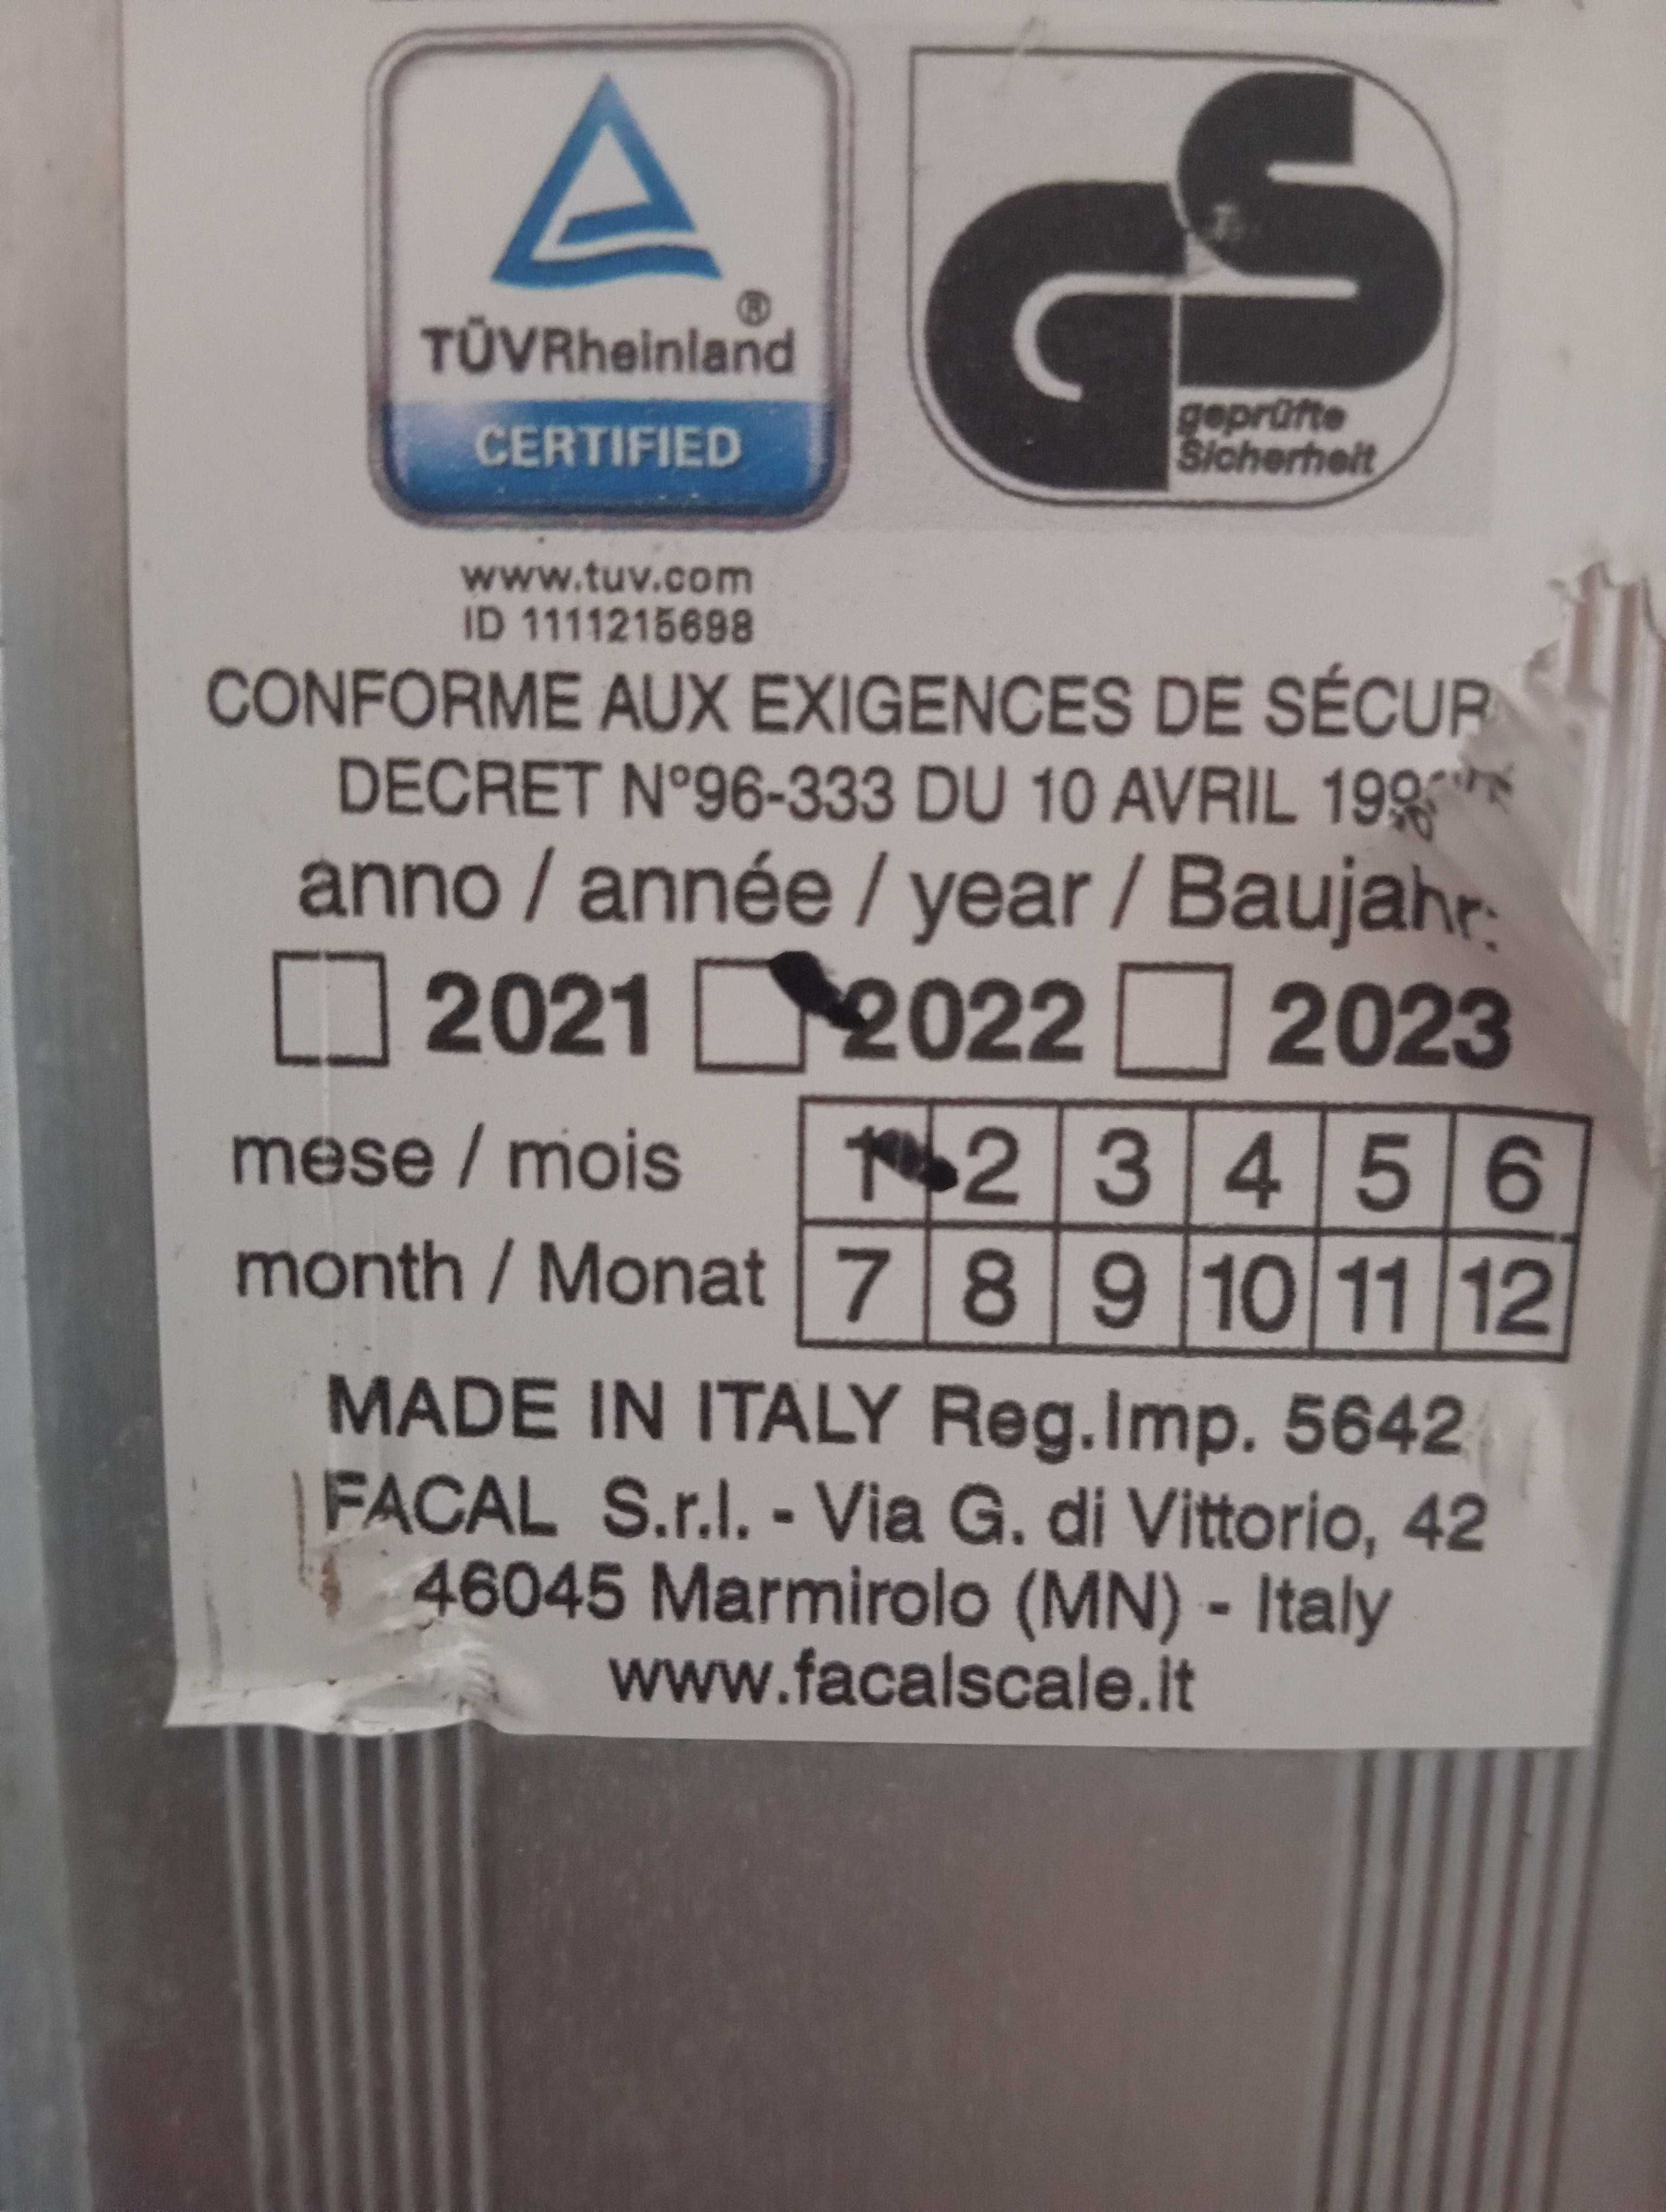 TÜVRheinland®
CERTIFIED
geprüfte
Sicherheit
www.tuv.com
ID 1111215698
CONFORME AUX EXIGENCES DE SÉCUR
DECRET N°96-333 DU 10 AVRIL 199
anno / année / year / Baujahr:
2021 2022 2023
mese / mois 1 2 3 4 5 6
month / Monat 7 8 9 10 11 12
MADE IN ITALY Reg.Imp. 5642
FACAL S.r.l. - Via G. di Vittorio, 42
46045 Marmirolo (MN) - Italy
www.facalscale.it